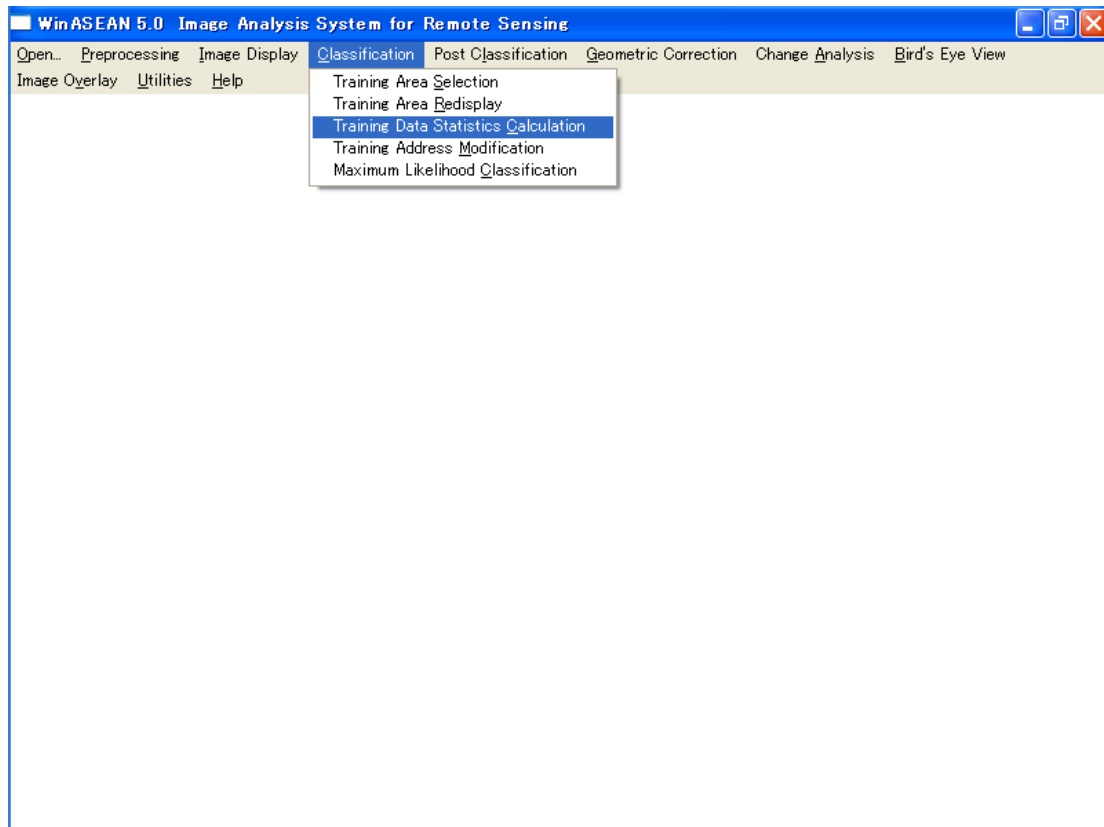 WinASEAN 5.0 Image Analysis System for Remote Sensing
Open... Preprocessing Image Display Classification Post Classification Geometric Correction Change Analysis Bird's Eye View
Image Overlay Utilities Help
Training Area Selection
Training Area Redisplay
Training Data Statistics Calculation
Training Address Modification
Maximum Likelihood Classification